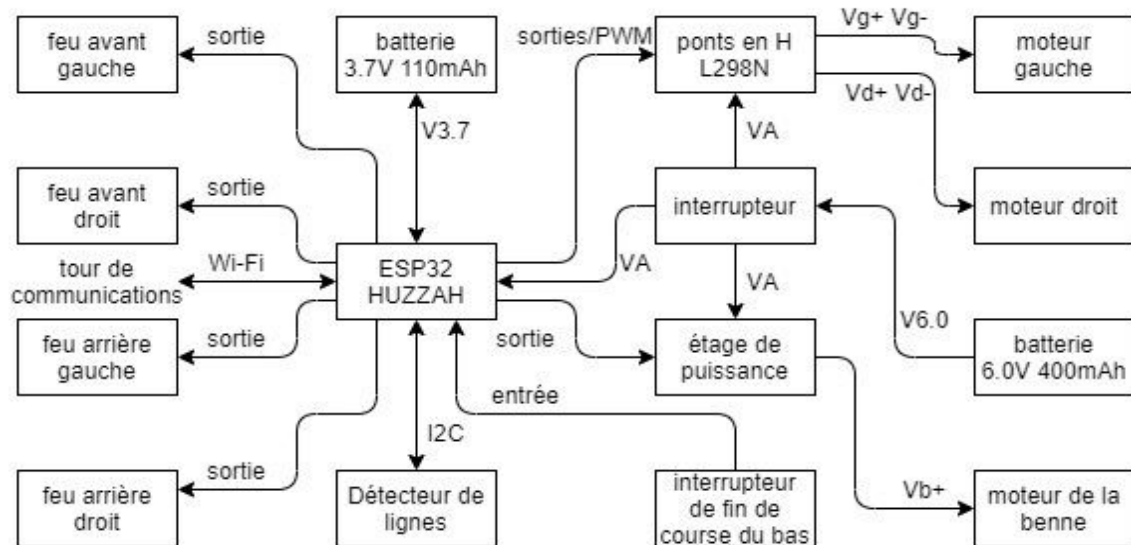 feu avant
gauche
sortie
batterie
3.7V 110mAh
sorties/PWM
ponts en H
L298N
Vg+ Vg-
moteur
gauche
V3.7
VA
Vd+ Vd-
feu avant
droit
sortie
interrupteur
moteur droit
tour de
communications
Wi-Fi
ESP32
HUZZAH
VA
VA
feu arrière
gauche
sortie
sortie
étage de
puissance
V6.0
batterie
6.0V 400mAh
entrée
I2C
feu arrière
droit
sortie
Détecteur de
lignes
interrupteur
de fin de
course du bas
Vb+
moteur de la
benne